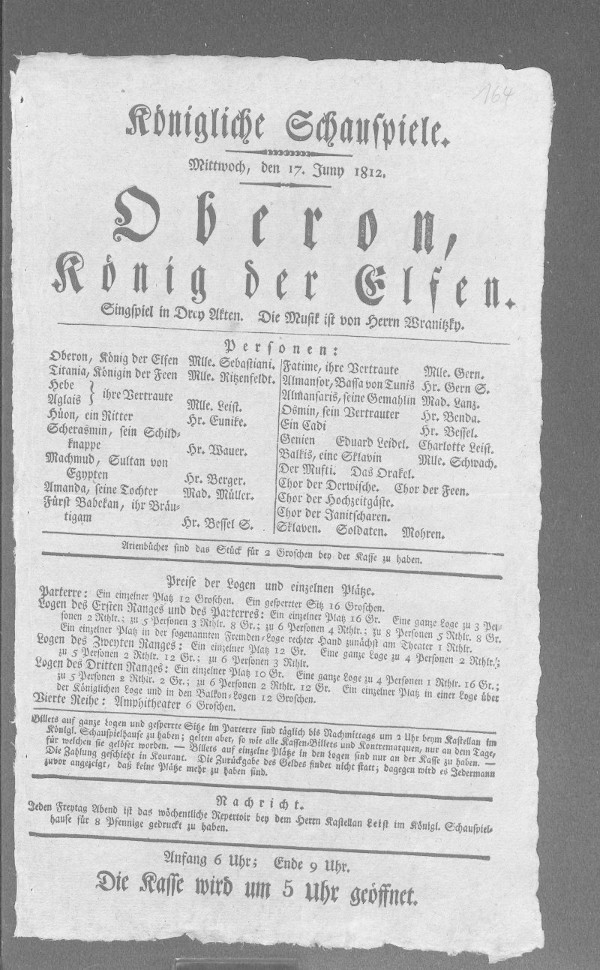 164
Königliche Schauspiele.
Mittwoch, den 17. Juny 1812.
Oberon,
König der Elfen.
Singspiel in Drey Akten. Die Musik ist von Herrn Wranitzky.
Personen:
Oberon, König der Elfen Mlle. Sebastiani.
Titania, Königin der Feen Mlle. Ritzenfeldt.
Hebe
Aglais } ihre Vertraute Mlle. Leist.
Hüon, ein Ritter Hr. Eunike.
Scherasmin, sein Schild-
knappe Hr. Wauer.
Machmud, Sultan von
Egypten Hr. Berger.
Amanda, seine Tochter Mad. Müller.
Fürst Babekan, ihr Bräu-
tigam Hr. Bessel S.
Fatime, ihre Vertraute Mlle. Gern.
Almansor, Bassa von Tunis Hr. Gern S.
Almansaris, seine Gemahlin Mad. Lanz.
Osmin, sein Vertrauter Hr. Benda.
Ein Cadi Hr. Bessel.
Genien Eduard Leidel. Charlotte Leist.
Balkis, eine Sklavin Mlle. Schwach.
Der Mufti. Das Orakel.
Chor der Derwische. Chor der Feen.
Chor der Hochzeitgäste.
Chor der Janitscharen.
Sklaven. Soldaten. Mohren.
Arienbücher sind das Stück für 2 Groschen bey der Kasse zu haben.
Preise der Logen und einzelnen Plätze.
Parterre: Ein einzelner Platz 12 Groschen. Ein gesperrter Sitz 16 Groschen.
Logen des Ersten Ranges und des Parterres: Ein einzelner Platz 16 Gr. Eine ganze Loge zu 3 Per-
sonen 2 Rthlr.; zu 5 Personen 3 Rthlr. 8 Gr.; zu 6 Personen 4 Rthlr.; zu 8 Personen 5 Rthlr. 8 Gr.
Ein einzelner Platz in der sogenannten Fremden-Loge rechter Hand zunächst am Theater 1 Rthlr.
Logen des Zweyten Ranges: Ein einzelner Platz 12 Gr. Eine ganze Loge zu 4 Personen 2 Rthlr.;
zu 5 Personen 2 Rthlr. 12 Gr.; zu 6 Personen 3 Rthlr.
Logen des Dritten Ranges: Ein einzelner Platz 10 Gr. Eine ganze Loge zu 4 Personen 1 Rthlr. 16 Gr.;
zu 5 Personen 2 Rthlr. 2 Gr.; zu 6 Personen 2 Rthlr. 12 Gr. Ein einzelner Platz in einer Loge über
der Königlichen Loge und in den Balkon-Logen 12 Groschen.
Vierte Reihe: Amphitheater 6 Groschen.
Billets auf ganze Logen und gesperrte Sitze im Parterre sind täglich bis Nachmittags um 2 Uhr beym Kastellan im
Königl. Schauspielhause zu haben; gelten aber, so wie alle Kassen-Billets und Kontremarquen, nur an dem Tage,
für welchen sie gelöset worden. — Billets auf einzelne Plätze in den Logen sind nur an der Kasse zu haben. —
Die Zahlung geschieht in Kourant. Die Zurückgabe des Geldes findet nicht statt; dagegen wird es Jedermann
zuvor angezeigt, daß keine Plätze mehr zu haben sind.
Nachricht.
Jeden Freytag Abend ist das wöchentliche Repertoir bey dem Herrn Kastellan Leist im Königl. Schauspiel-
hause für 8 Pfennige gedruckt zu haben.
Anfang 6 Uhr; Ende 9 Uhr.
Die Kasse wird um 5 Uhr geöffnet.